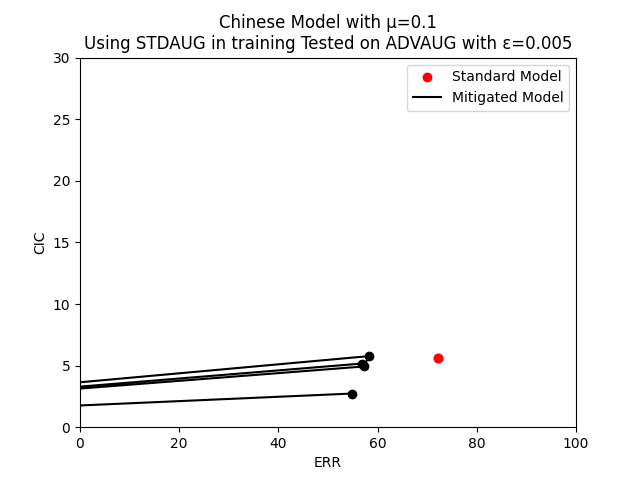 Chinese Model with μ=0.1
Using STDAUG in training Tested on ADVAUG with ε=0.005
Standard Model
Mitigated Model
CIC
30
25
20
15
10
5
0
0 20 40 60 80 100
ERR